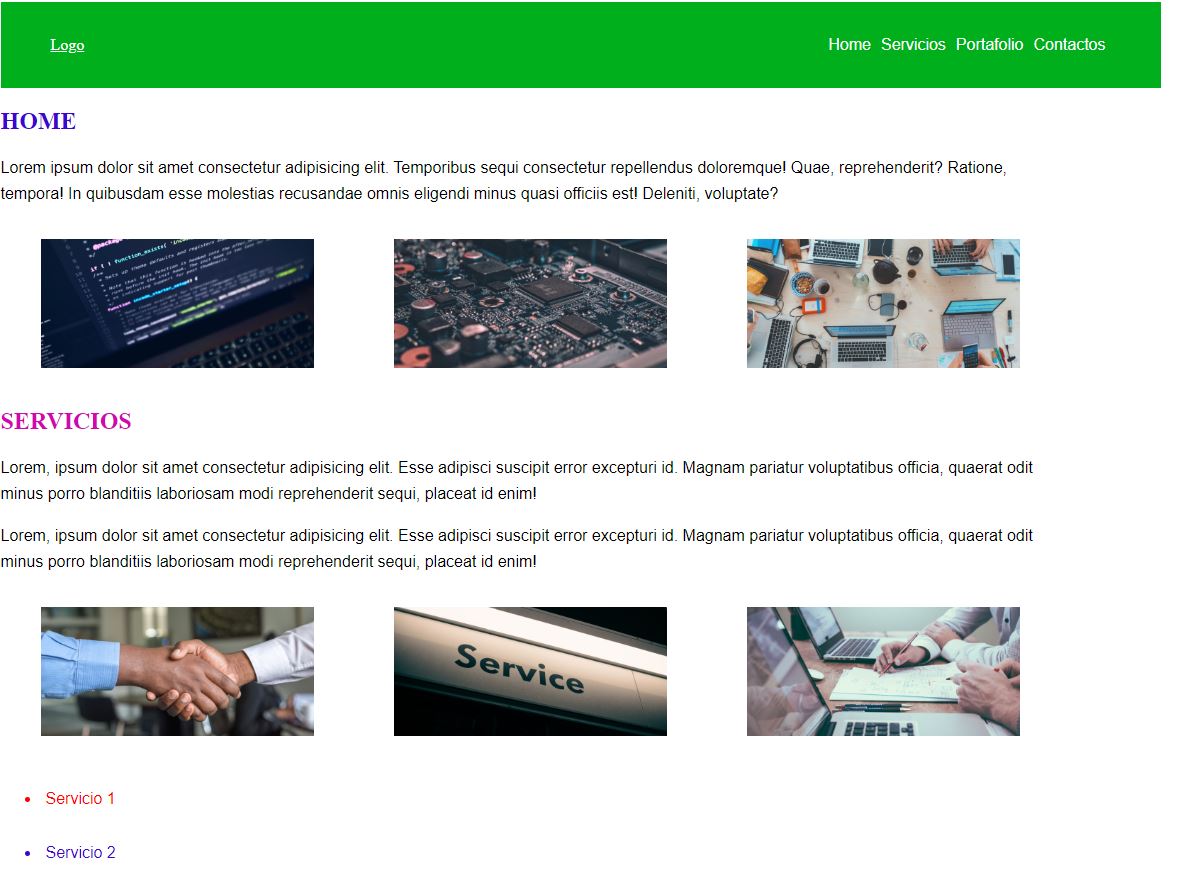 Logo
Home Servicios Portafolio Contactos
HOME
Lorem ipsum dolor sit amet consectetur adipisicing elit. Temporibus sequi consectetur repellendus doloremque! Quae, reprehenderit? Ratione,
tempora! In quibusdam esse molestias recusandae omnis eligendi minus quasi officiis est! Deleniti, voluptate?
SERVICIOS
Lorem, ipsum dolor sit amet consectetur adipisicing elit. Esse adipisci suscipit error excepturi id. Magnam pariatur voluptatibus officia, quaerat odit
minus porro blanditiis laboriosam modi reprehenderit sequi, placeat id enim!
Lorem, ipsum dolor sit amet consectetur adipisicing elit. Esse adipisci suscipit error excepturi id. Magnam pariatur voluptatibus officia, quaerat odit
minus porro blanditiis laboriosam modi reprehenderit sequi, placeat id enim!
Service
Servicio 1
Servicio 2